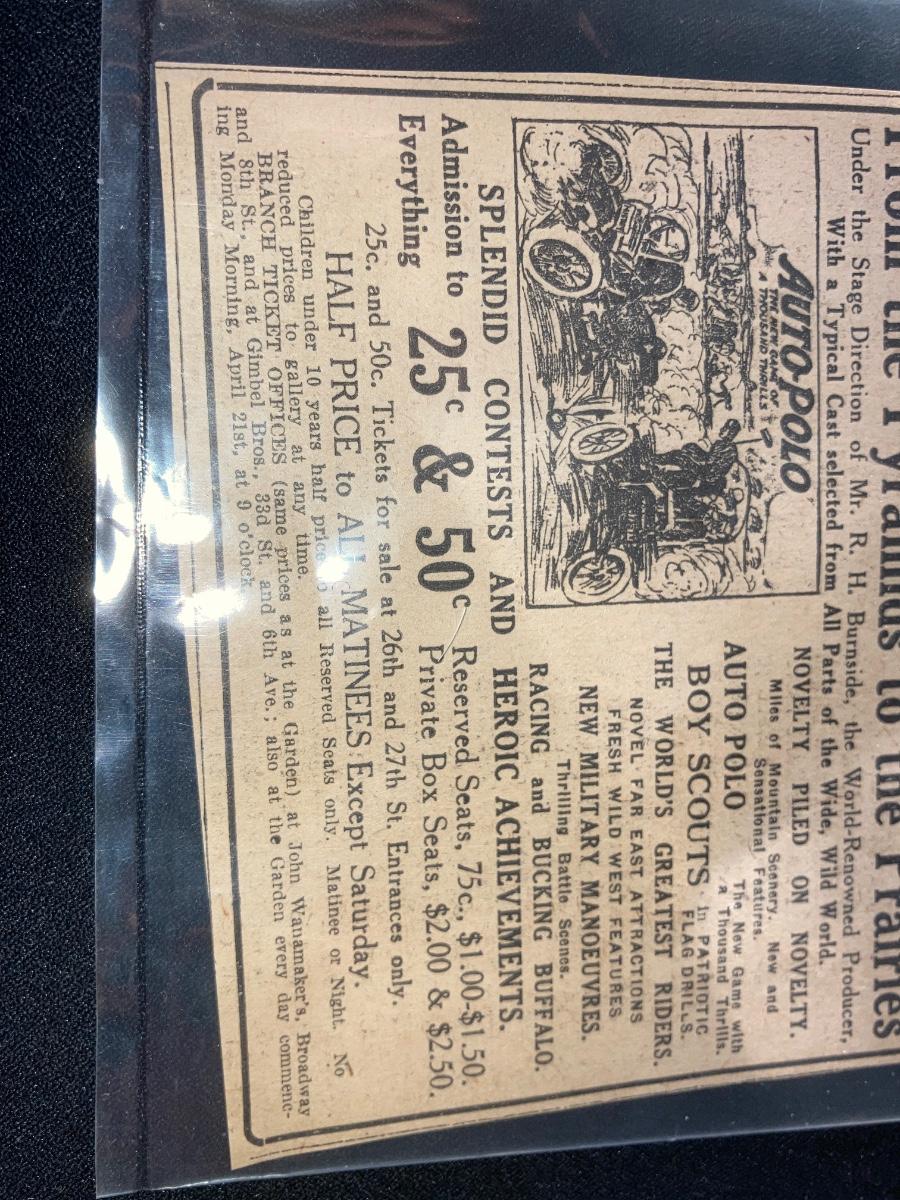 From the Pyramids to the Prairies
Under the Stage Direction of Mr. R. H. Burnside, the World-Renowned Producer,
With a Typical Cast selected from All Parts of the Wide, Wild World.
AUTO-POLO
THE NEW GAME OF
A THOUSAND THRILLS
NOVELTY PILED ON NOVELTY.
Miles of Mountain Scenery. New and
Sensational Features.
AUTO POLO The New Game with
a Thousand Thrills.
BOY SCOUTS in PATRIOTIC
FLAG DRILLS.
THE WORLD'S GREATEST RIDERS.
NOVEL FAR EAST ATTRACTIONS
FRESH WILD WEST FEATURES
NEW MILITARY MANOEUVRES.
Thrilling Battle Scenes.
RACING and BUCKING BUFFALO.
SPLENDID CONTESTS AND HEROIC ACHIEVEMENTS.
Admission to
Everything
25c & 50c
Reserved Seats, 75c., $1.00-$1.50.
Private Box Seats, $2.00 & $2.50.
25c. and 50c. Tickets for sale at 26th and 27th St. Entrances only.
HALF PRICE to ALL MATINEES Except Saturday.
Children under 10 years half price to all Reserved Seats only. Matinee or Night. No
reduced prices to gallery at any time.
BRANCH TICKET OFFICES (same prices as at the Garden) at John Wanamaker's, Broadway
and 8th St., and at Gimbel Bros., 33d St. and 6th Ave.; also at the Garden every day commenc-
ing Monday Morning, April 21st, at 9 o'clock